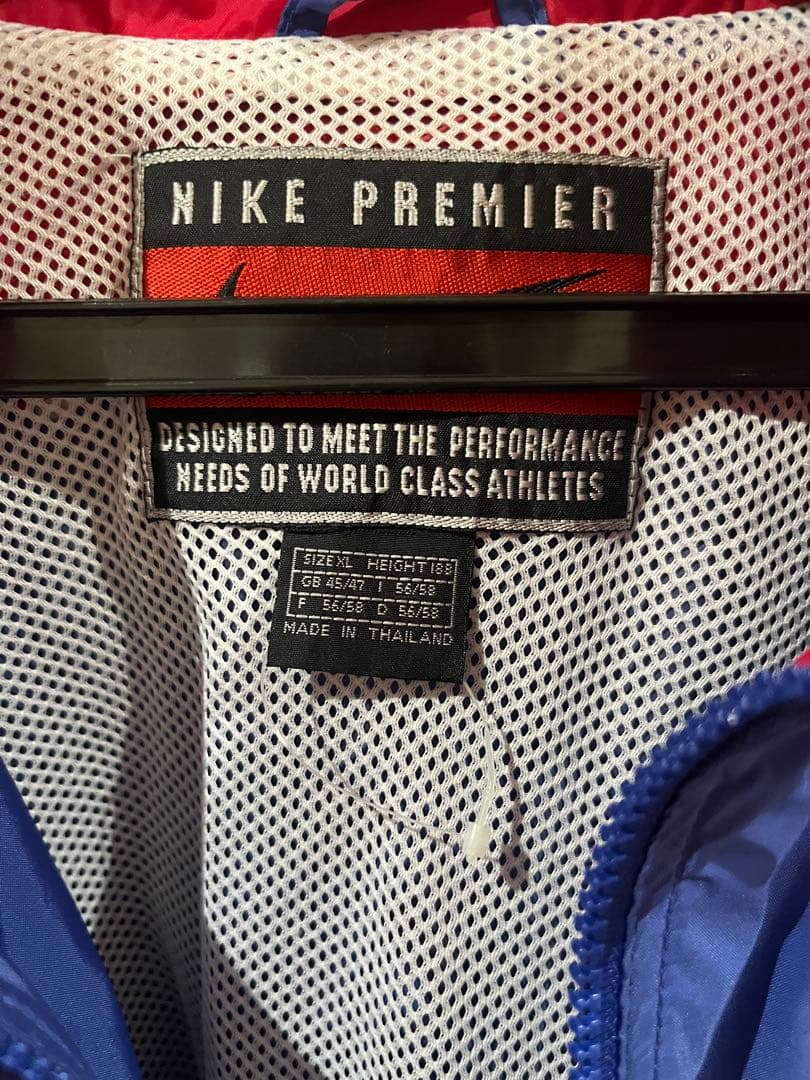 NIKE PREMIER
DESIGNED TO MEET THE PERFORMANCE
NEEDS OF WORLD CLASS ATHLETES
SIZE XL HEIGHT 188
GB 45/47 I 56/58
F 56/58 D 56/58
MADE IN THAILAND